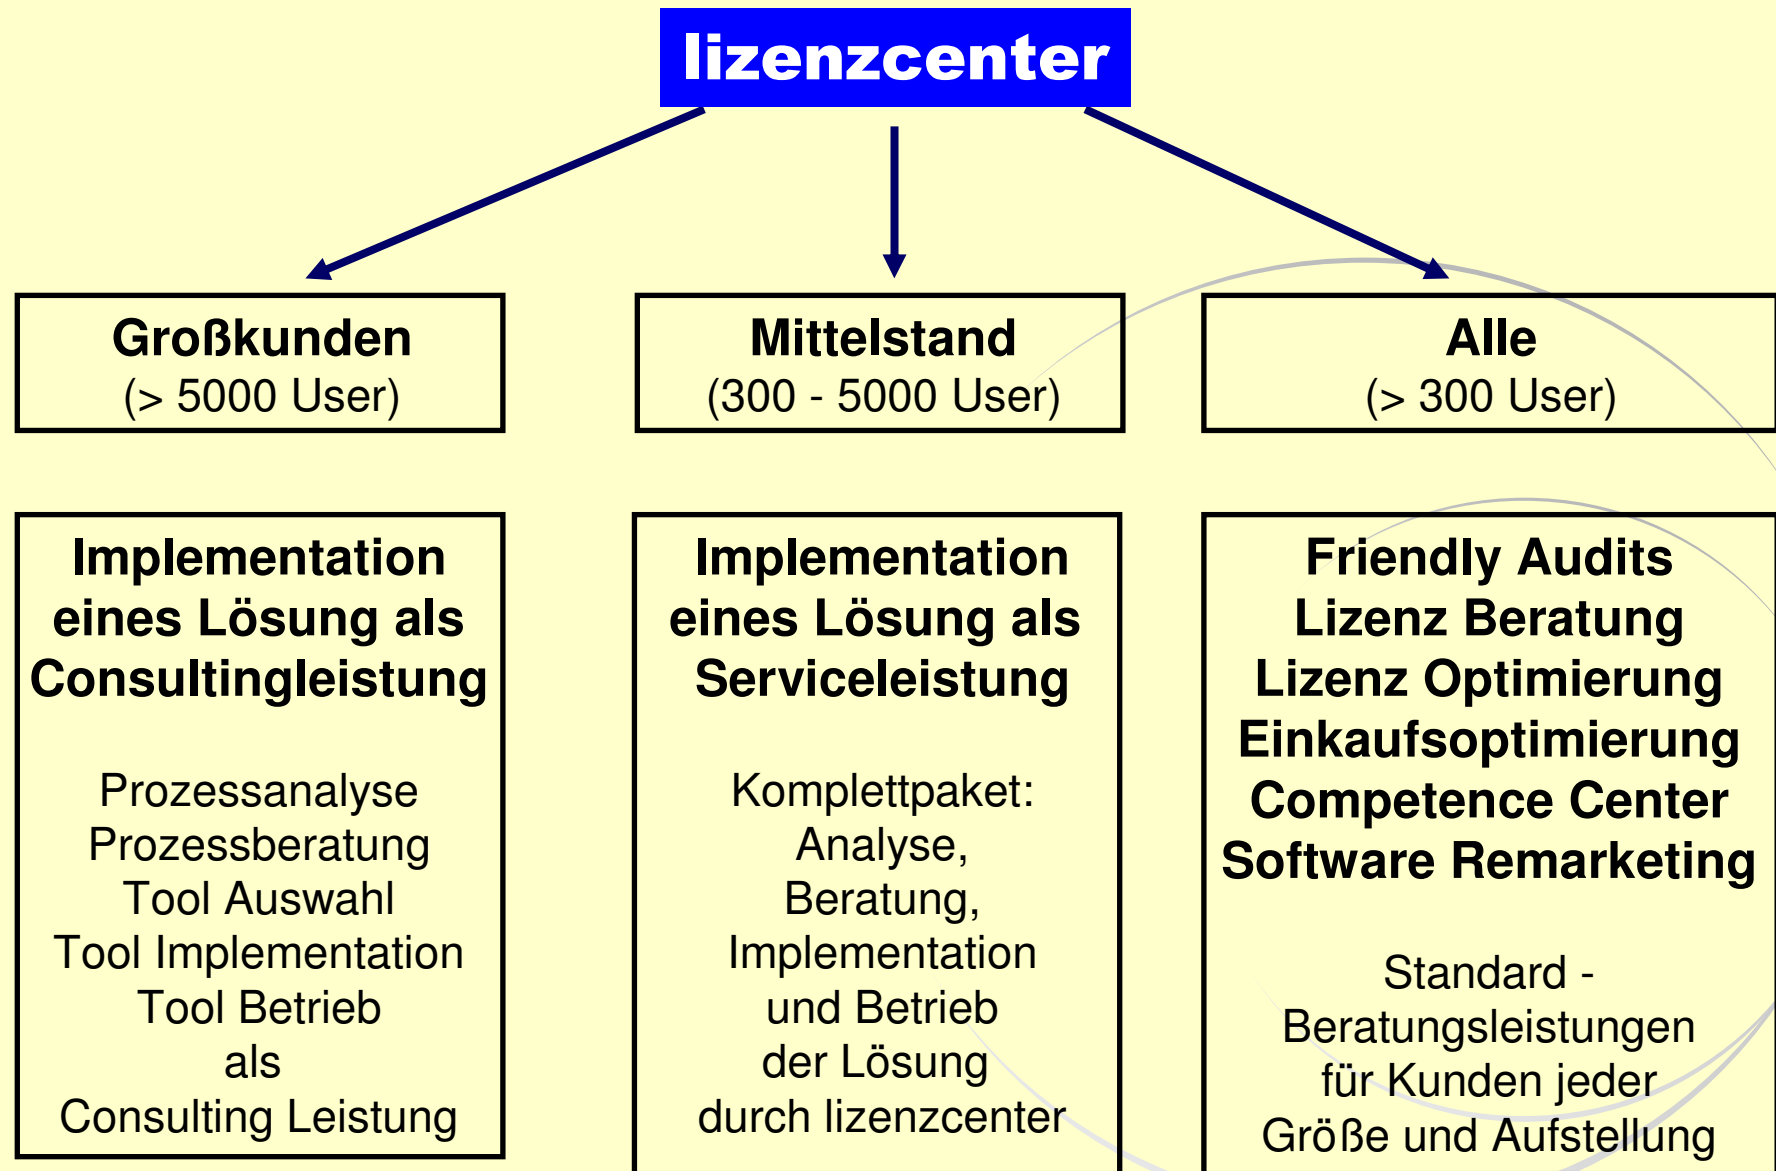 lizenzcenter
Großkunden
(> 5000 User)
Mittelstand
(300 - 5000 User)
Alle
(> 300 User)
Implementation
eines Lösung als
Consultingleistung
Prozessanalyse
Prozessberatung
Tool Auswahl
Tool Implementation
Tool Betrieb
als
Consulting Leistung
Implementation
eines Lösung als
Serviceleistung
Komplettpaket:
Analyse,
Beratung,
Implementation
und Betrieb
der Lösung
durch lizenzcenter
Friendly Audits
Lizenz Beratung
Lizenz Optimierung
Einkaufsoptimierung
Competence Center
Software Remarketing
Standard -
Beratungsleistungen
für Kunden jeder
Größe und Aufstellung